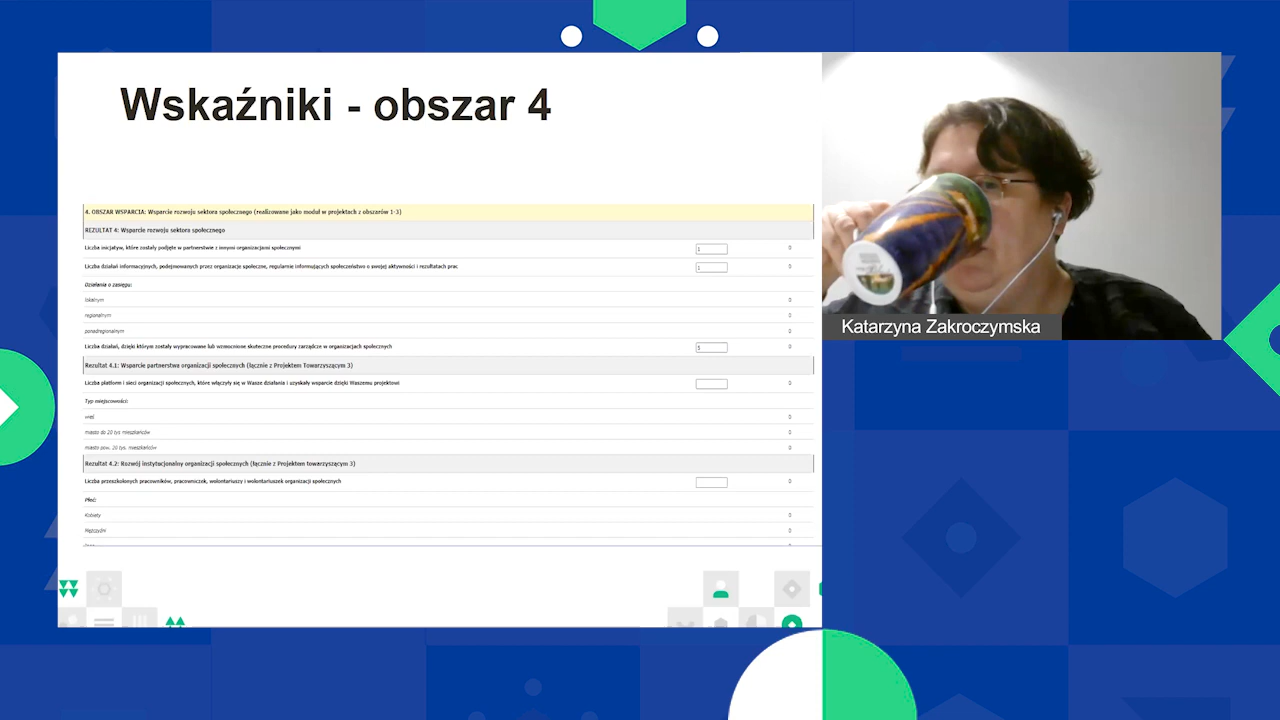 Wskaźniki - obszar 4
4. OBSZAR WSPARCIA: Wsparcie rozwoju sektora społecznego (realizowane jako moduł w projektach z obszarów 1-3)
REZULTAT 4: Wsparcie rozwoju sektora społecznego
Liczba inicjatyw, które zostały podjęte w partnerstwie z innymi organizacjami społecznymi 1 0
Liczba działań informacyjnych, podejmowanych przez organizacje społeczne, regularnie informujących społeczeństwo o swojej aktywności i rezultatach prac 1 0
Działania o zasięgu:
lokalnym 0
regionalnym 0
ponadregionalnym 0
Liczba działań, dzięki którym zostały wypracowane lub wzmocnione skuteczne procedury zarządcze w organizacjach społecznych 5 0
Rezultat 4.1: Wsparcie partnerstwa organizacji społecznych (łącznie z Projektem Towarzyszącym 3)
Liczba platform i sieci organizacji społecznych, które włączyły się w Wasze działania i uzyskały wsparcie dzięki Waszemu projektowi 0
Typ miejscowości:
wieś 0
miasto do 20 tys mieszkańców 0
miasto pow. 20 tys. mieszkańców 0
Rezultat 4.2: Rozwój instytucjonalny organizacji społecznych (łącznie z Projektem towarzyszącym 3)
Liczba przeszkolonych pracowników, pracowniczek, wolontariuszy i wolontariuszek organizacji społecznych 0
Płeć:
Kobiety 0
Mężczyźni 0
Katarzyna Zakroczymska